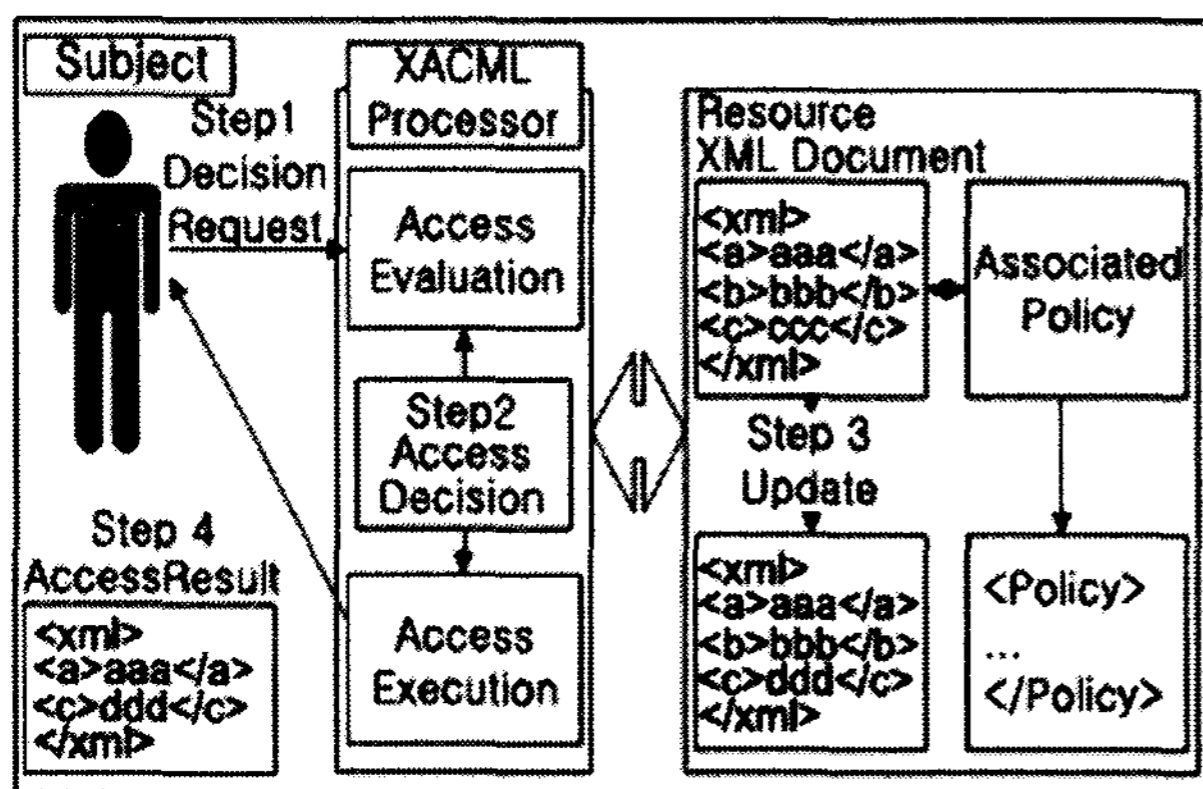 Subject
Step1
Decision
Request
Step 4
AccessResult
<xml>
<a>aaa</a>
<c>ddd</c>
</xml>
XACML
Processor
Access
Evaluation
Step2
Access
Decision
Access
Execution
Resource
XML Document
<xml>
<a>aaa</a>
<b>bbb</b>
<c>ccc</c>
</xml>
Associated
Policy
Step 3
Update
<xml>
<a>aaa</a>
<b>bbb</b>
<c>ddd</c>
</xml>
<Policy>
...
</Policy>